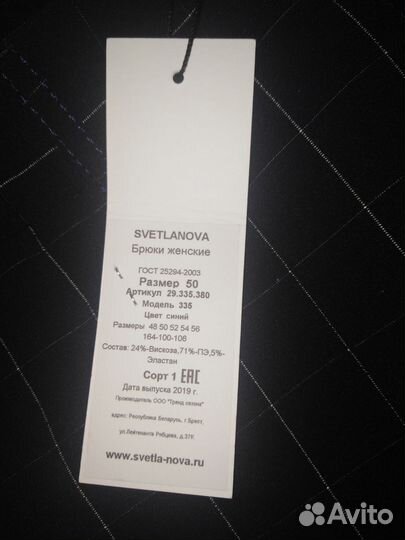 SVETLANOVA
Брюки женские
ГОСТ 25294-2003
Размер 50
Артикул 29.335.380
Модель 335
Цвет синий
Размеры 48 50 52 54 56
164-100-106
Состав: 24%-Вискоза,71%-ПЭ,5%-
Эластан
Сорт 1 EAC
Дата выпуска 2019 г.
Производитель ООО "Тренд сезона"
адрес: Республика Беларусь, г.Брест,
ул.Лейтенанта Рябцева, д.37К
www.svetla-nova.ru
Avito